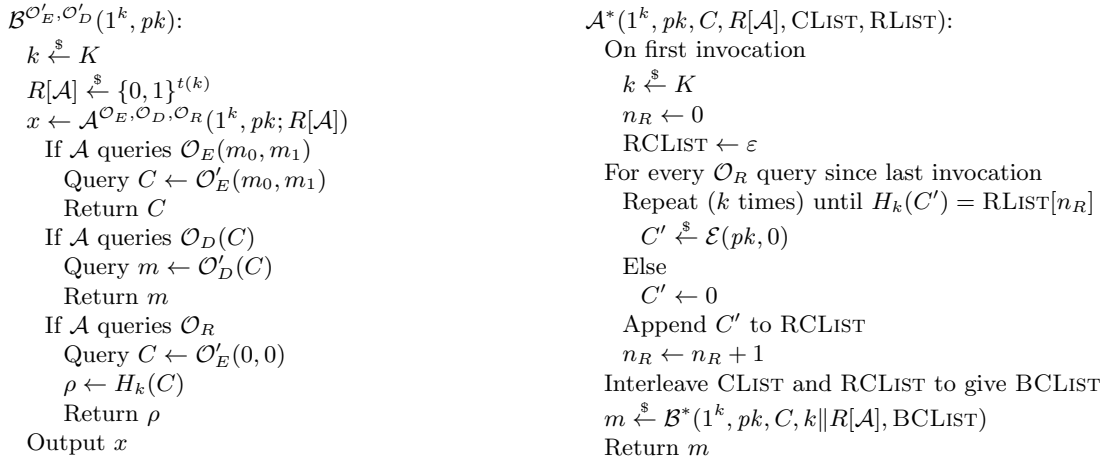 𝓑^{𝒪′_E,𝒪′_D}(1^k, pk):
k ←$ K
R[𝒜] ←$ {0, 1}^{t(k)}
x ← 𝒜^{𝒪_E,𝒪_D,𝒪_R}(1^k, pk; R[𝒜])
If 𝒜 queries 𝒪_E(m_0, m_1)
Query C ← 𝒪′_E(m_0, m_1)
Return C
If 𝒜 queries 𝒪_D(C)
Query m ← 𝒪′_D(C)
Return m
If 𝒜 queries 𝒪_R
Query C ← 𝒪′_E(0, 0)
ρ ← H_k(C)
Return ρ
Output x
𝒜*(1^k, pk, C, R[𝒜], CLIST, RLIST):
On first invocation
k ←$ K
n_R ← 0
RCLIST ← ε
For every 𝒪_R query since last invocation
Repeat (k times) until H_k(C′) = RLIST[n_R]
C′ ←$ ℰ(pk, 0)
Else
C′ ← 0
Append C′ to RCLIST
n_R ← n_R + 1
Interleave CLIST and RCLIST to give BCLIST
m ←$ 𝓑*(1^k, pk, C, k∥R[𝒜], BCLIST)
Return m